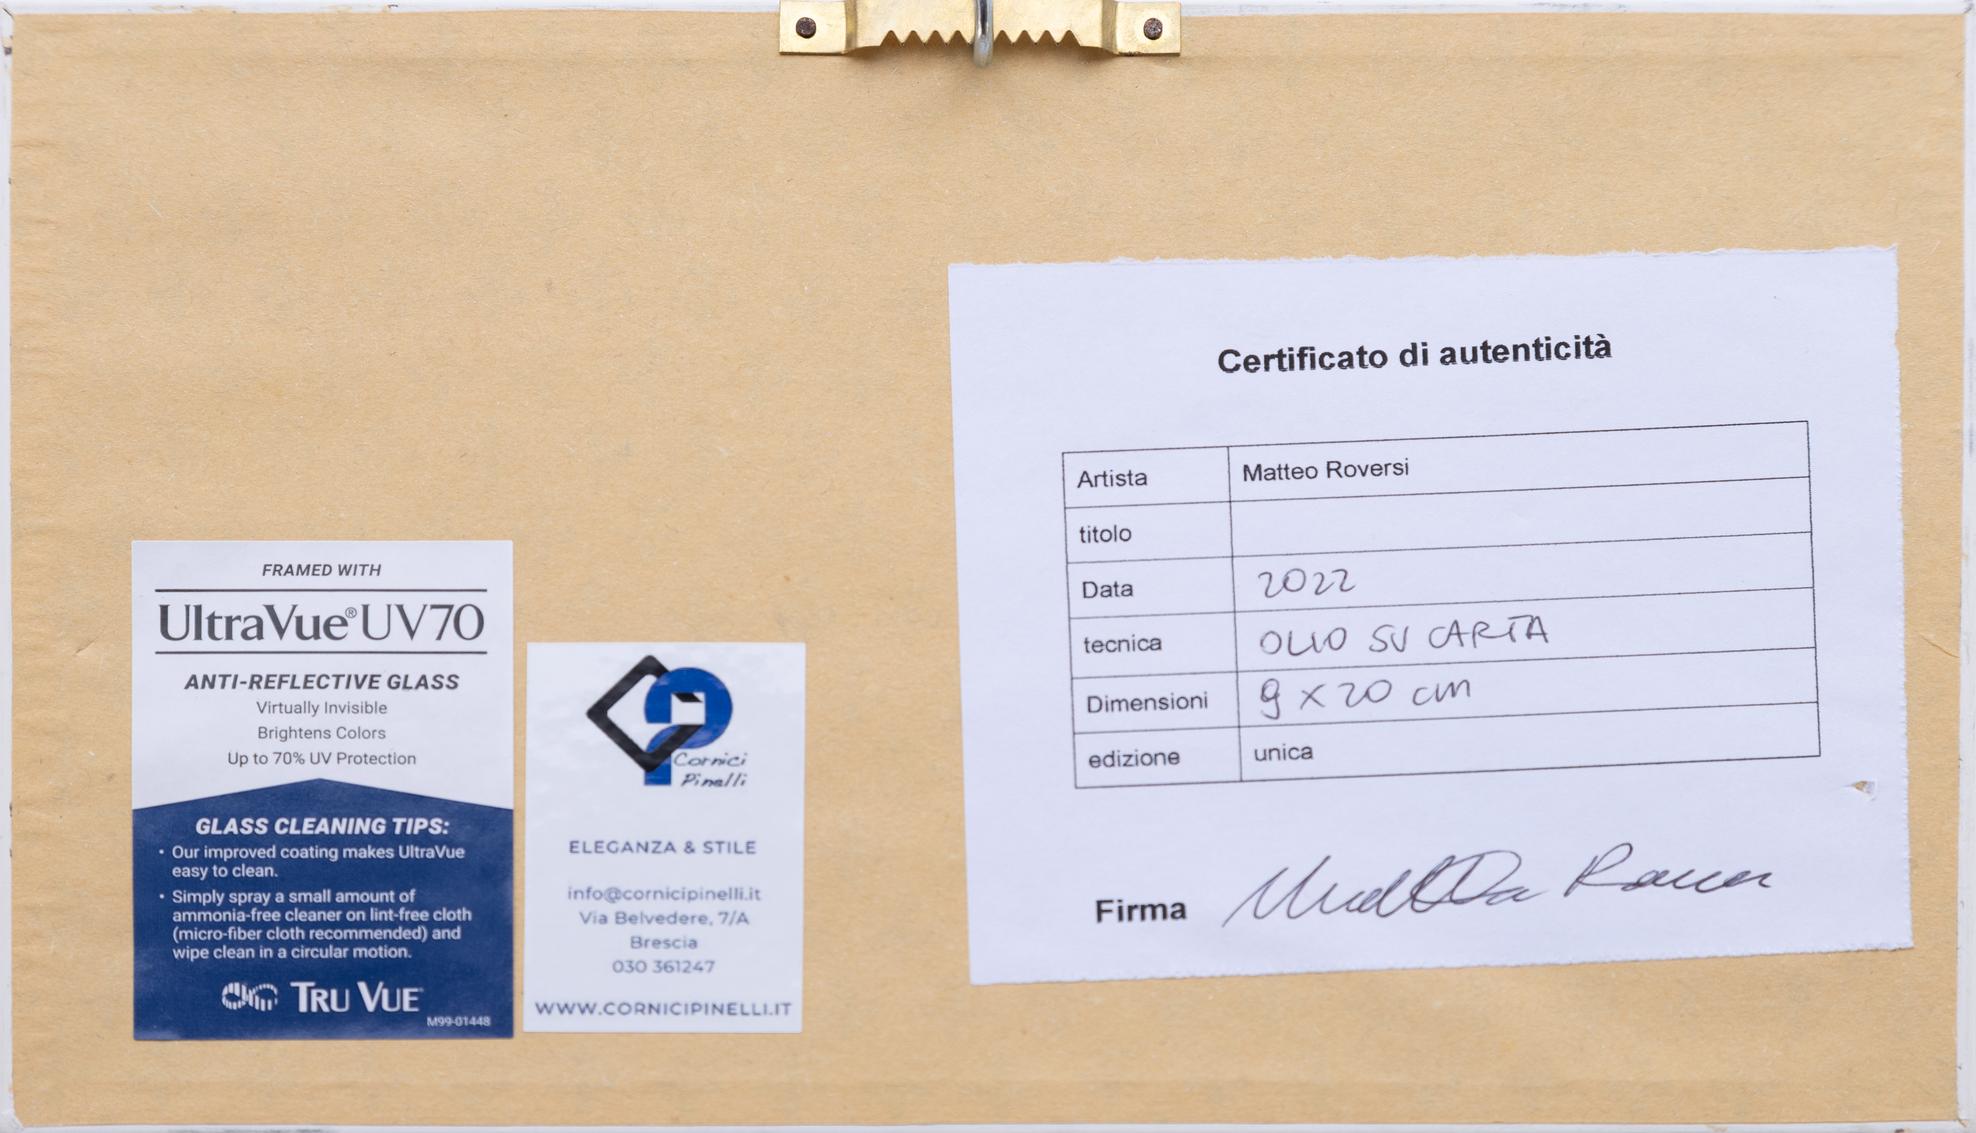 FRAMED WITH
UltraVue® UV70
ANTI-REFLECTIVE GLASS
Virtually Invisible
Brightens Colors
Up to 70% UV Protection
GLASS CLEANING TIPS:
• Our improved coating makes UltraVue
easy to clean.
• Simply spray a small amount of
ammonia-free cleaner on lint-free cloth
(micro-fiber cloth recommended) and
wipe clean in a circular motion.
TRU VUE
M99-01448
Cornici
Pinelli
ELEGANZA & STILE
info@cornicipinelli.it
Via Belvedere, 7/A
Brescia
030 361247
WWW.CORNICIPINELLI.IT
Certificato di autenticità
Artista Matteo Roversi
titolo
Data 2022
tecnica OLIO SU CARTA
Dimensioni 9 x 20 cm
edizione unica
Firma